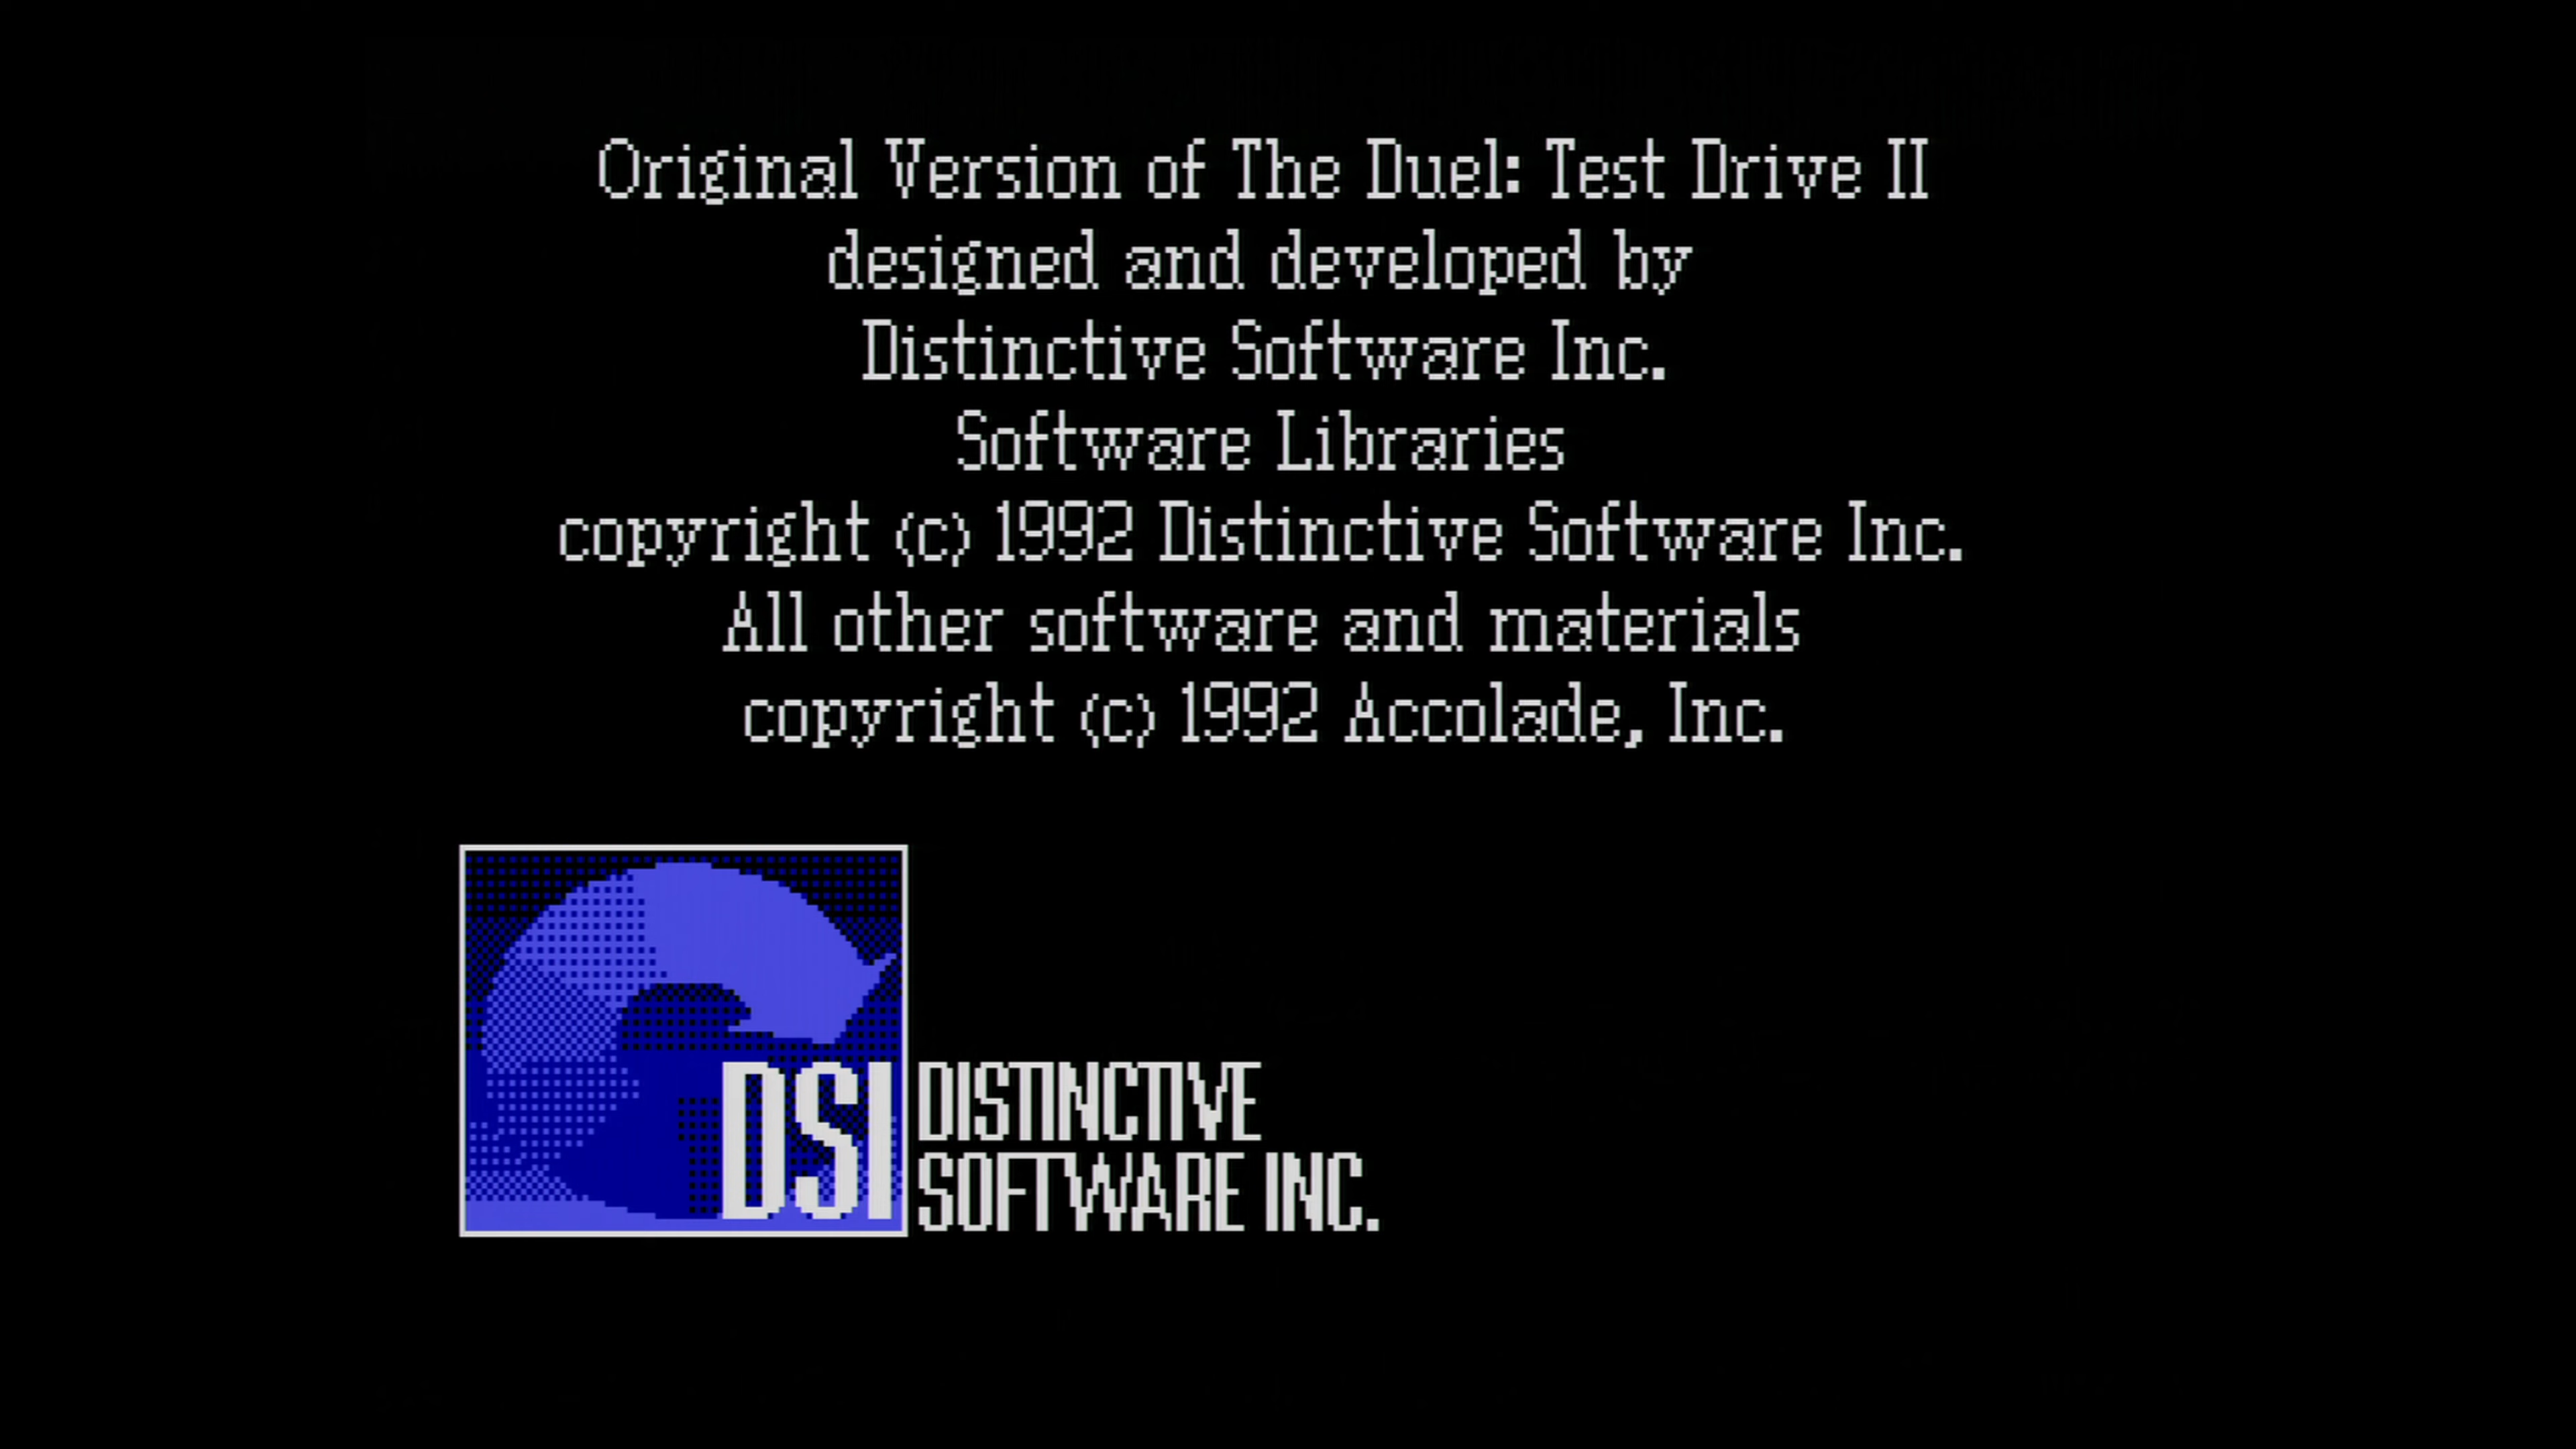 Original Version of The Duel: Test Drive II
designed and developed by
Distinctive Software Inc.
Software Libraries
copyright (c) 1992 Distinctive Software Inc.
All other software and materials
copyright (c) 1992 Accolade, Inc.
DSI
DISTINCTIVE
SOFTWARE INC.